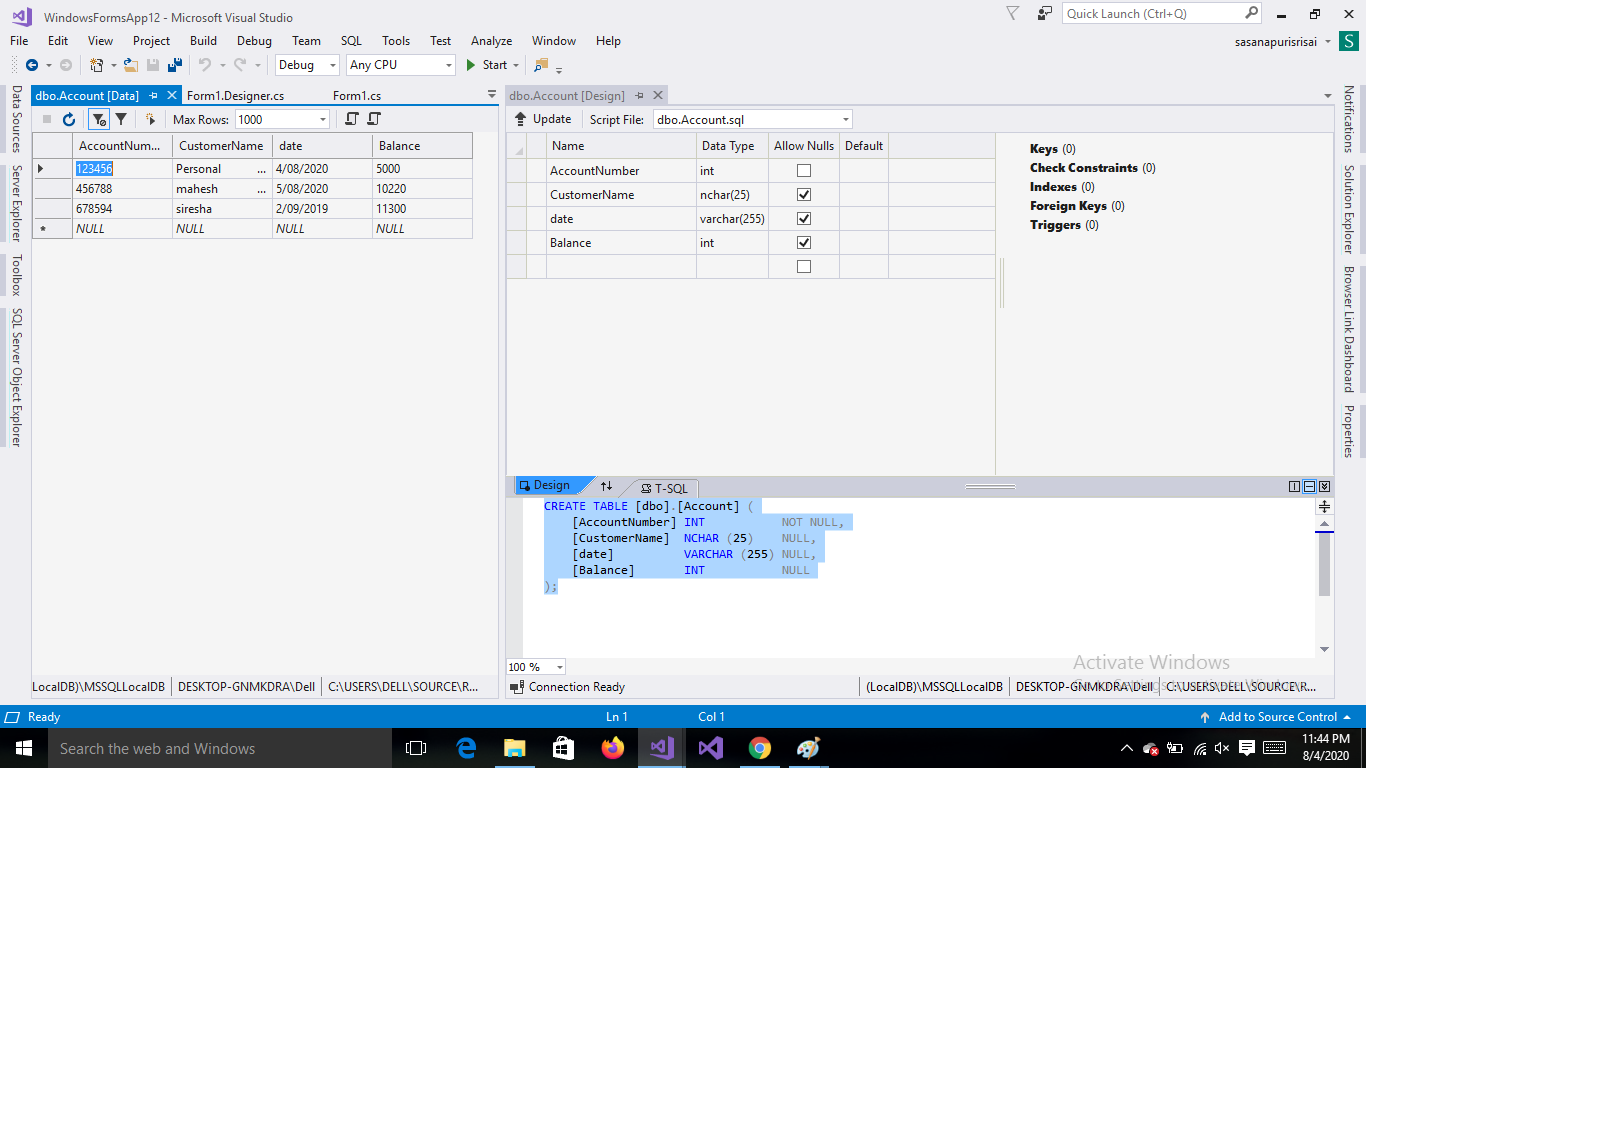 WindowsFormsApp12 - Microsoft Visual Studio
Quick Launch (Ctrl+Q)
File Edit View Project Build Debug Team SQL Tools Test Analyze Window Help
sasanapurisrisai S
Debug Any CPU Start
Data Sources
Server Explorer
Toolbox
SQL Server Object Explorer
dbo.Account [Data] Form1.Designer.cs Form1.cs
Max Rows: 1000
AccountNum... CustomerName date Balance
123456 Personal ... 4/08/2020 5000
456788 mahesh ... 5/08/2020 10220
678594 siresha 2/09/2019 11300
* NULL NULL NULL NULL
LocalDB)\MSSQLLocalDB DESKTOP-GNMKDRA\Dell C:\USERS\DELL\SOURCE\R...
dbo.Account [Design]
Update Script File: dbo.Account.sql
Name Data Type Allow Nulls Default
AccountNumber int
CustomerName nchar(25)
date varchar(255)
Balance int
Keys (0)
Check Constraints (0)
Indexes (0)
Foreign Keys (0)
Triggers (0)
Design T-SQL
CREATE TABLE [dbo].[Account] (
[AccountNumber] INT NOT NULL,
[CustomerName] NCHAR (25) NULL,
[date] VARCHAR (255) NULL,
[Balance] INT NULL
);
100 %
Connection Ready (LocalDB)\MSSQLLocalDB DESKTOP-GNMKDRA\Dell C:\USERS\DELL\SOURCE\R...
Activate Windows
Notifications
Solution Explorer
Browser Link Dashboard
Properties
Ready Ln 1 Col 1 Add to Source Control
Search the web and Windows
11:44 PM
8/4/2020